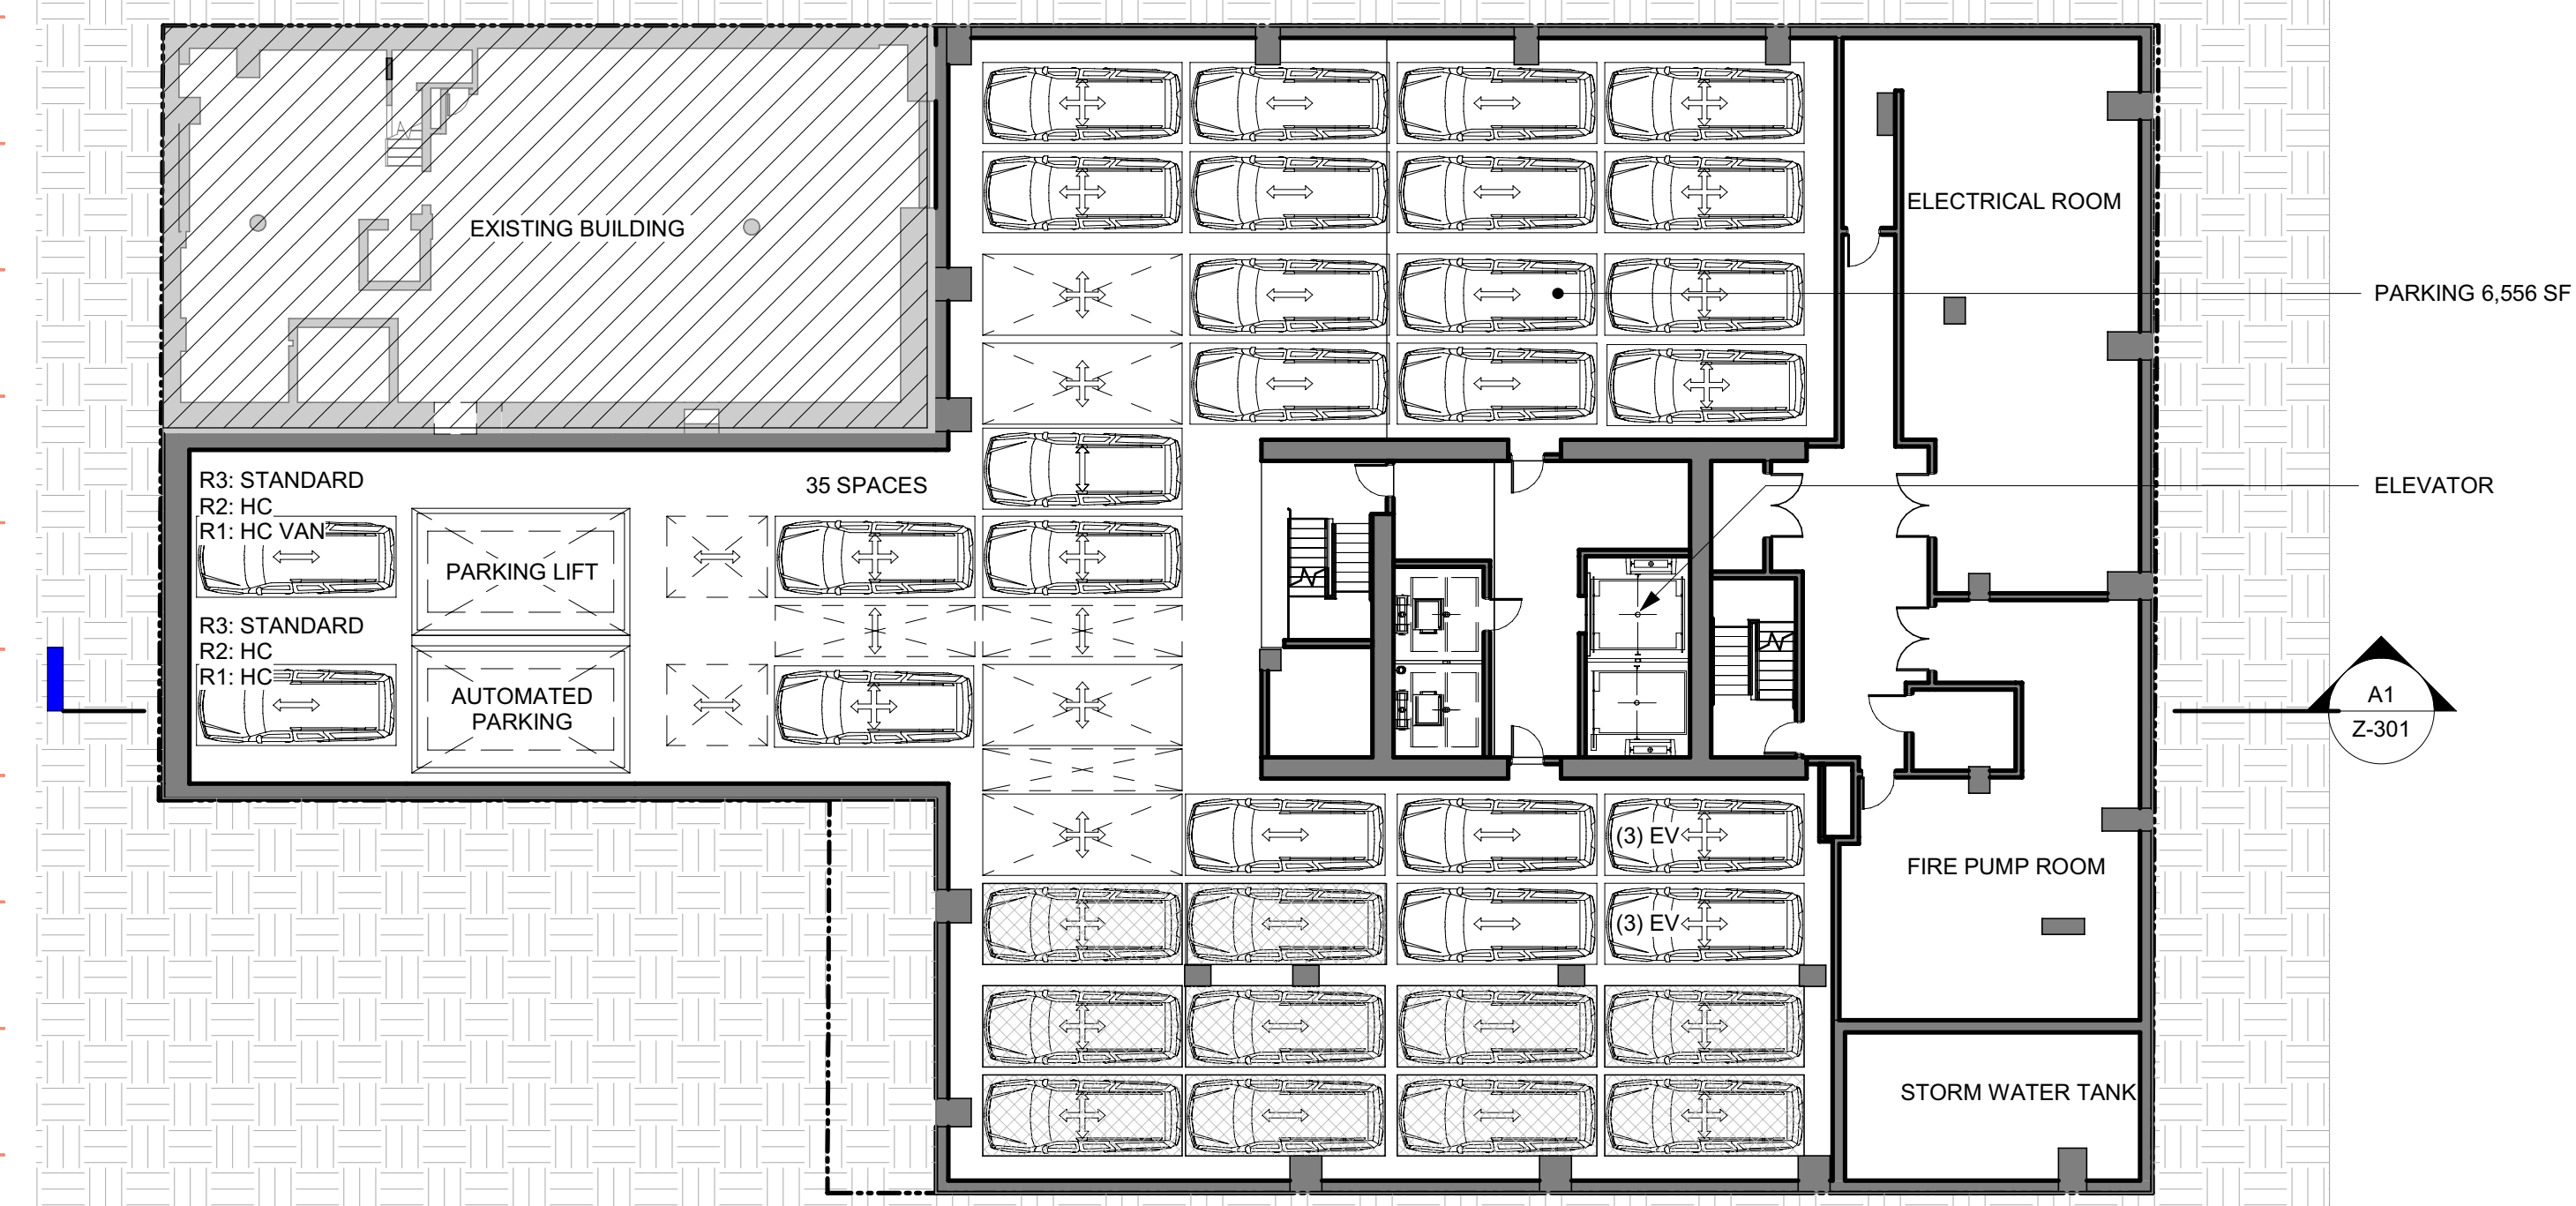 EXISTING BUILDING
ELECTRICAL ROOM
PARKING 6,556 SF
R3: STANDARD
R2: HC
R1: HC VAN
35 SPACES
ELEVATOR
PARKING LIFT
R3: STANDARD
R2: HC
R1: HC
AUTOMATED
PARKING
A1
Z-301
(3) EV
FIRE PUMP ROOM
(3) EV
STORM WATER TANK